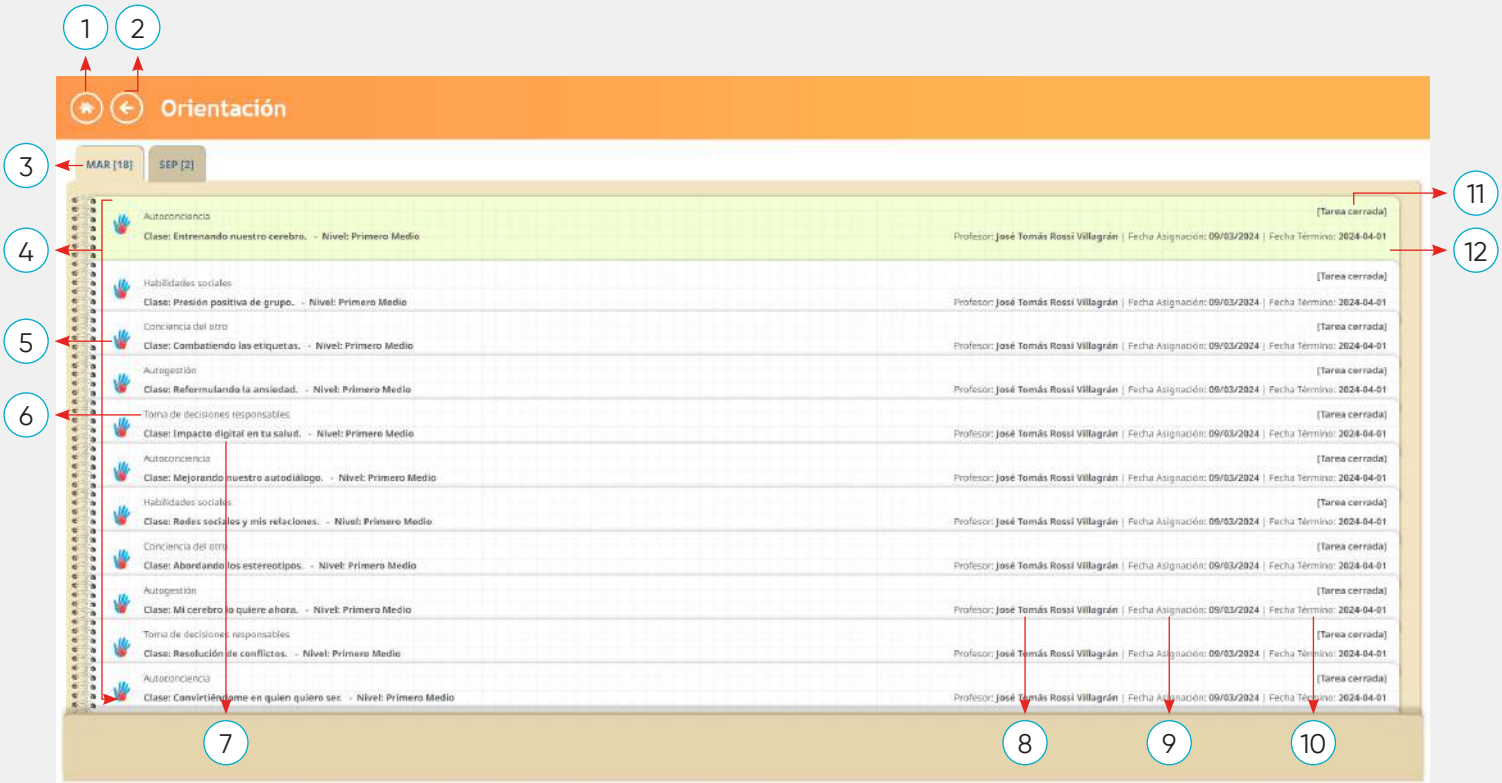 1
2
Orientación
3
MAR [18]
SEP [2]
11
Autoconciencia
[Tarea cerrada]
Clase: Entrenando nuestro cerebro. - Nivel: Primero Medio
Profesor: José Tomás Rossi Villagrán | Fecha Asignación: 09/03/2024 | Fecha Término: 2024-04-01
4
12
Habilidades sociales
[Tarea cerrada]
Clase: Presión positiva de grupo. - Nivel: Primero Medio
Profesor: José Tomás Rossi Villagrán | Fecha Asignación: 09/03/2024 | Fecha Término: 2024-04-01
Conciencia del otro
[Tarea cerrada]
5
Clase: Combatiendo las etiquetas. - Nivel: Primero Medio
Profesor: José Tomás Rossi Villagrán | Fecha Asignación: 09/03/2024 | Fecha Término: 2024-04-01
Autogestión
[Tarea cerrada]
Clase: Reformulando la ansiedad. - Nivel: Primero Medio
Profesor: José Tomás Rossi Villagrán | Fecha Asignación: 09/03/2024 | Fecha Término: 2024-04-01
6
Toma de decisiones responsables
[Tarea cerrada]
Clase: Impacto digital en tu salud. - Nivel: Primero Medio
Profesor: José Tomás Rossi Villagrán | Fecha Asignación: 09/03/2024 | Fecha Término: 2024-04-01
Autoconciencia
[Tarea cerrada]
Clase: Mejorando nuestro autodiálogo. - Nivel: Primero Medio
Profesor: José Tomás Rossi Villagrán | Fecha Asignación: 09/03/2024 | Fecha Término: 2024-04-01
Habilidades sociales
[Tarea cerrada]
Clase: Redes sociales y mis relaciones. - Nivel: Primero Medio
Profesor: José Tomás Rossi Villagrán | Fecha Asignación: 09/03/2024 | Fecha Término: 2024-04-01
Conciencia del otro
[Tarea cerrada]
Clase: Abordando los estereotipos. - Nivel: Primero Medio
Profesor: José Tomás Rossi Villagrán | Fecha Asignación: 09/03/2024 | Fecha Término: 2024-04-01
Autogestión
[Tarea cerrada]
Clase: Mi cerebro lo quiere ahora. - Nivel: Primero Medio
Profesor: José Tomás Rossi Villagrán | Fecha Asignación: 09/03/2024 | Fecha Término: 2024-04-01
Toma de decisiones responsables
[Tarea cerrada]
Clase: Resolución de conflictos. - Nivel: Primero Medio
Profesor: José Tomás Rossi Villagrán | Fecha Asignación: 09/03/2024 | Fecha Término: 2024-04-01
Autoconciencia
[Tarea cerrada]
Clase: Convirtiéndome en quien quiero ser. - Nivel: Primero Medio
Profesor: José Tomás Rossi Villagrán | Fecha Asignación: 09/03/2024 | Fecha Término: 2024-04-01
7
8
9
10